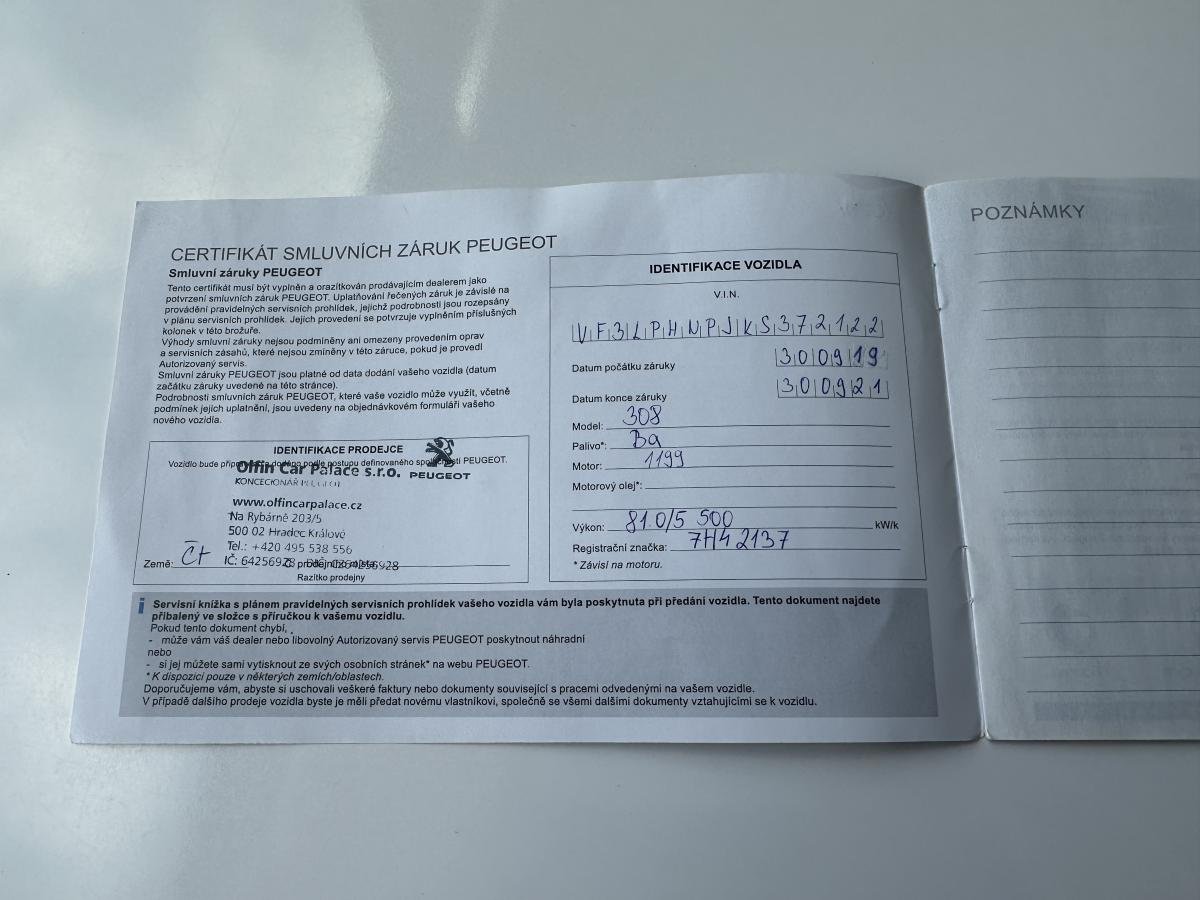 CERTIFIKÁT SMLUVNÍCH ZÁRUK PEUGEOT
Smluvní záruky PEUGEOT
Tento certifikát musí být vyplněn a orazítkován prodávajícím dealerem jako
potvrzení smluvních záruk PEUGEOT. Uplatňování řečených záruk je závislé na
provádění pravidelných servisních prohlídek, jejichž podrobnosti jsou rozepsány
v plánu servisních prohlídek. Jejich provedení se potvrzuje vyplněním příslušných
kolonek v této brožuře.
Výhody smluvní záruky nejsou podmíněny ani omezeny provedením oprav
a servisních zásahů, které nejsou zmíněny v této záruce, pokud je provedl
Autorizovaný servis.
Smluvní záruky PEUGEOT jsou platné od data dodání vašeho vozidla (datum
začátku záruky uvedené na této stránce).
Podrobnosti smluvních záruk PEUGEOT, které vaše vozidlo může využít, včetně
podmínek jejich uplatnění, jsou uvedeny na objednávkovém formuláři vašeho
nového vozidla.
IDENTIFIKACE PRODEJCE
Vozidlo bude dodáno podle postupu definovaného PEUGEOT.
Olfin Car Palace s.r.o.
PEUGEOT
KONCECIONÁŘ PEUGEOT
www.olfincarpalace.cz
Na Rybárně 203/5
500 02 Hradec Králové
Tel.: +420 495 538 556
IČ: 64256928
Země: ČR
Razítko prodejny
IDENTIFIKACE VOZIDLA
V.I.N.
VF3LPHNPJKS372122
Datum počátku záruky 300919
Datum konce záruky 300921
Model: 308
Palivo*: Ba
Motor: 1199
Motorový olej*:
Výkon: 81.0/5 500 kW/k
Registrační značka: 7H4 2137
* Závisí na motoru.
i Servisní knížka s plánem pravidelných servisních prohlídek vašeho vozidla vám byla poskytnuta při předání vozidla. Tento dokument najdete
přibalený ve složce s příručkou k vašemu vozidlu.
Pokud tento dokument chybí,
- může vám váš dealer nebo libovolný Autorizovaný servis PEUGEOT poskytnout náhradní
nebo
- si jej můžete sami vytisknout ze svých osobních stránek* na webu PEUGEOT.
* K dispozici pouze v některých zemích/oblastech.
Doporučujeme vám, abyste si uschovali veškeré faktury nebo dokumenty související s pracemi odvedenými na vašem vozidle.
V případě dalšího prodeje vozidla byste je měli předat novému vlastníkovi, společně se všemi dalšími dokumenty vztahujícími se k vozidlu.
POZNÁMKY